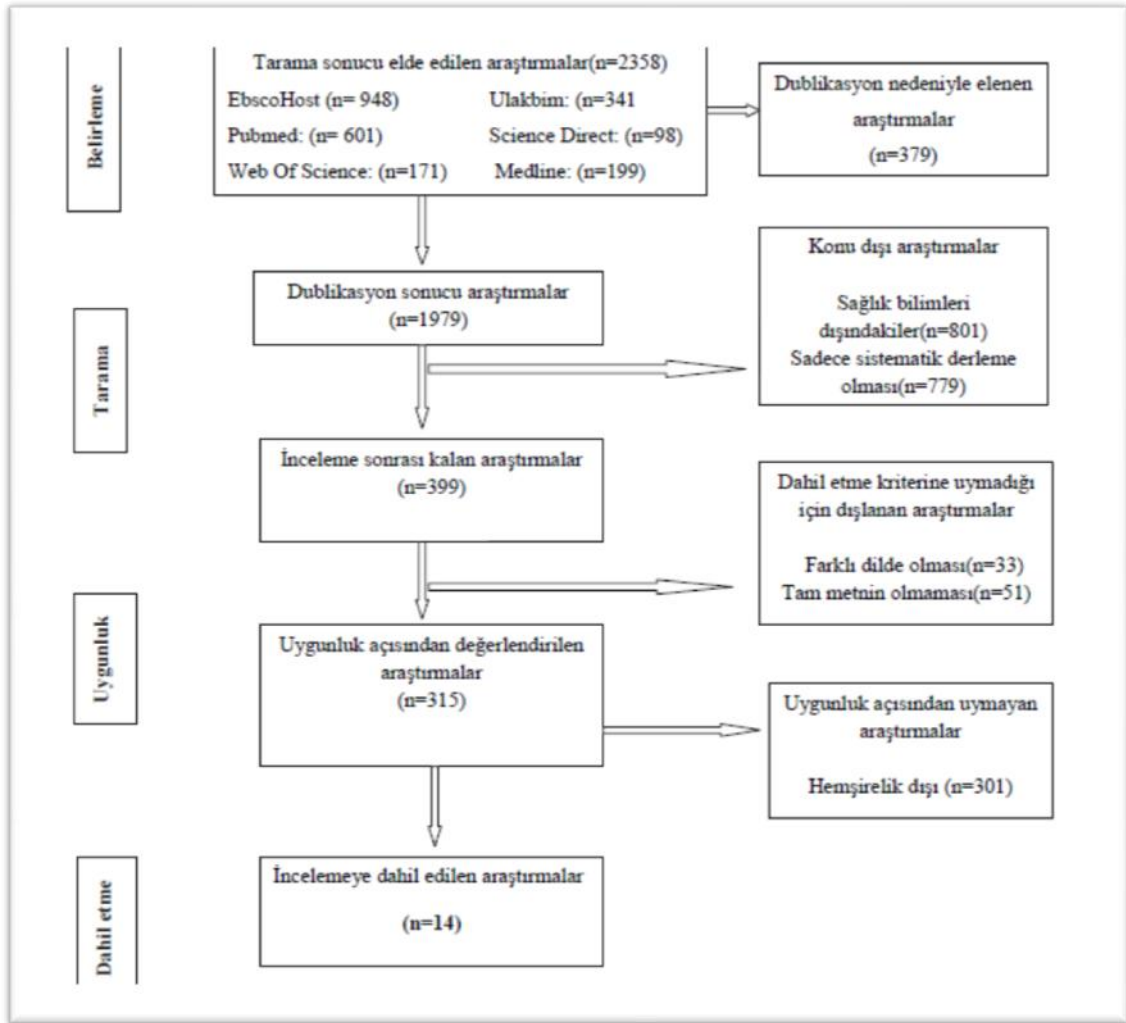 Belirleme
Tarama sonucu elde edilen araştırmalar(n=2358)
EbscoHost (n= 948) Ulakbim: (n=341
Pubmed: (n= 601) Science Direct: (n=98)
Web Of Science: (n=171) Medline: (n=199)
Dublikasyon nedeniyle elenen
araştırmalar
(n=379)
Tarama
Dublikasyon sonucu araştırmalar
(n=1979)
Konu dışı araştırmalar
Sağlık bilimleri
dışındakiler(n=801)
Sadece sistematik derleme
olması(n=779)
İnceleme sonrası kalan araştırmalar
(n=399)
Dahil etme kriterine uymadığı
için dışlanan araştırmalar
Farklı dilde olması(n=33)
Tam metnin olmaması(n=51)
Uygunluk
Uygunluk açısından değerlendirilen
araştırmalar
(n=315)
Uygunluk açısından uymayan
araştırmalar
Hemşirelik dışı (n=301)
Dahil etme
İncelemeye dahil edilen araştırmalar
(n=14)